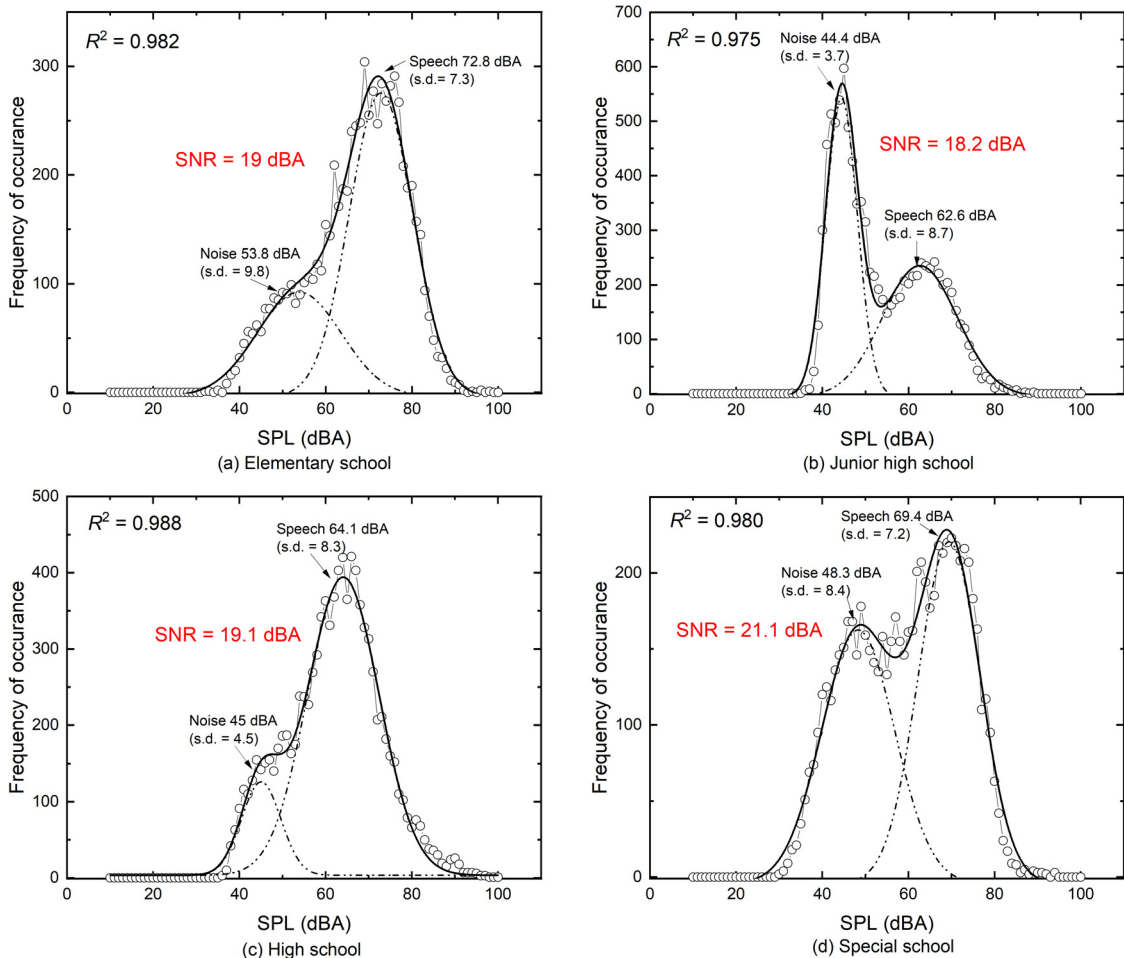 R² = 0.982
Speech 72.8 dBA
(s.d.= 7.3)
SNR = 19 dBA
Noise 53.8 dBA
(s.d. = 9.8)
Frequency of occurance
300
200
100
0
0 20 40 60 80 100
SPL (dBA)
(a) Elementary school
R² = 0.975
Noise 44.4 dBA
(s.d. = 3.7)
SNR = 18.2 dBA
Speech 62.6 dBA
(s.d. = 8.7)
Frequency of occurance
700
600
500
400
300
200
100
0
0 20 40 60 80 100
SPL (dBA)
(b) Junior high school
R² = 0.988
Speech 64.1 dBA
(s.d. = 8.3)
SNR = 19.1 dBA
Noise 45 dBA
(s.d. = 4.5)
Frequency of occurance
500
400
300
200
100
0
0 20 40 60 80 100
SPL (dBA)
(c) High school
R² = 0.980
Speech 69.4 dBA
(s.d. = 7.2)
Noise 48.3 dBA
(s.d. = 8.4)
SNR = 21.1 dBA
Frequency of occurance
200
100
0
0 20 40 60 80 100
SPL (dBA)
(d) Special school